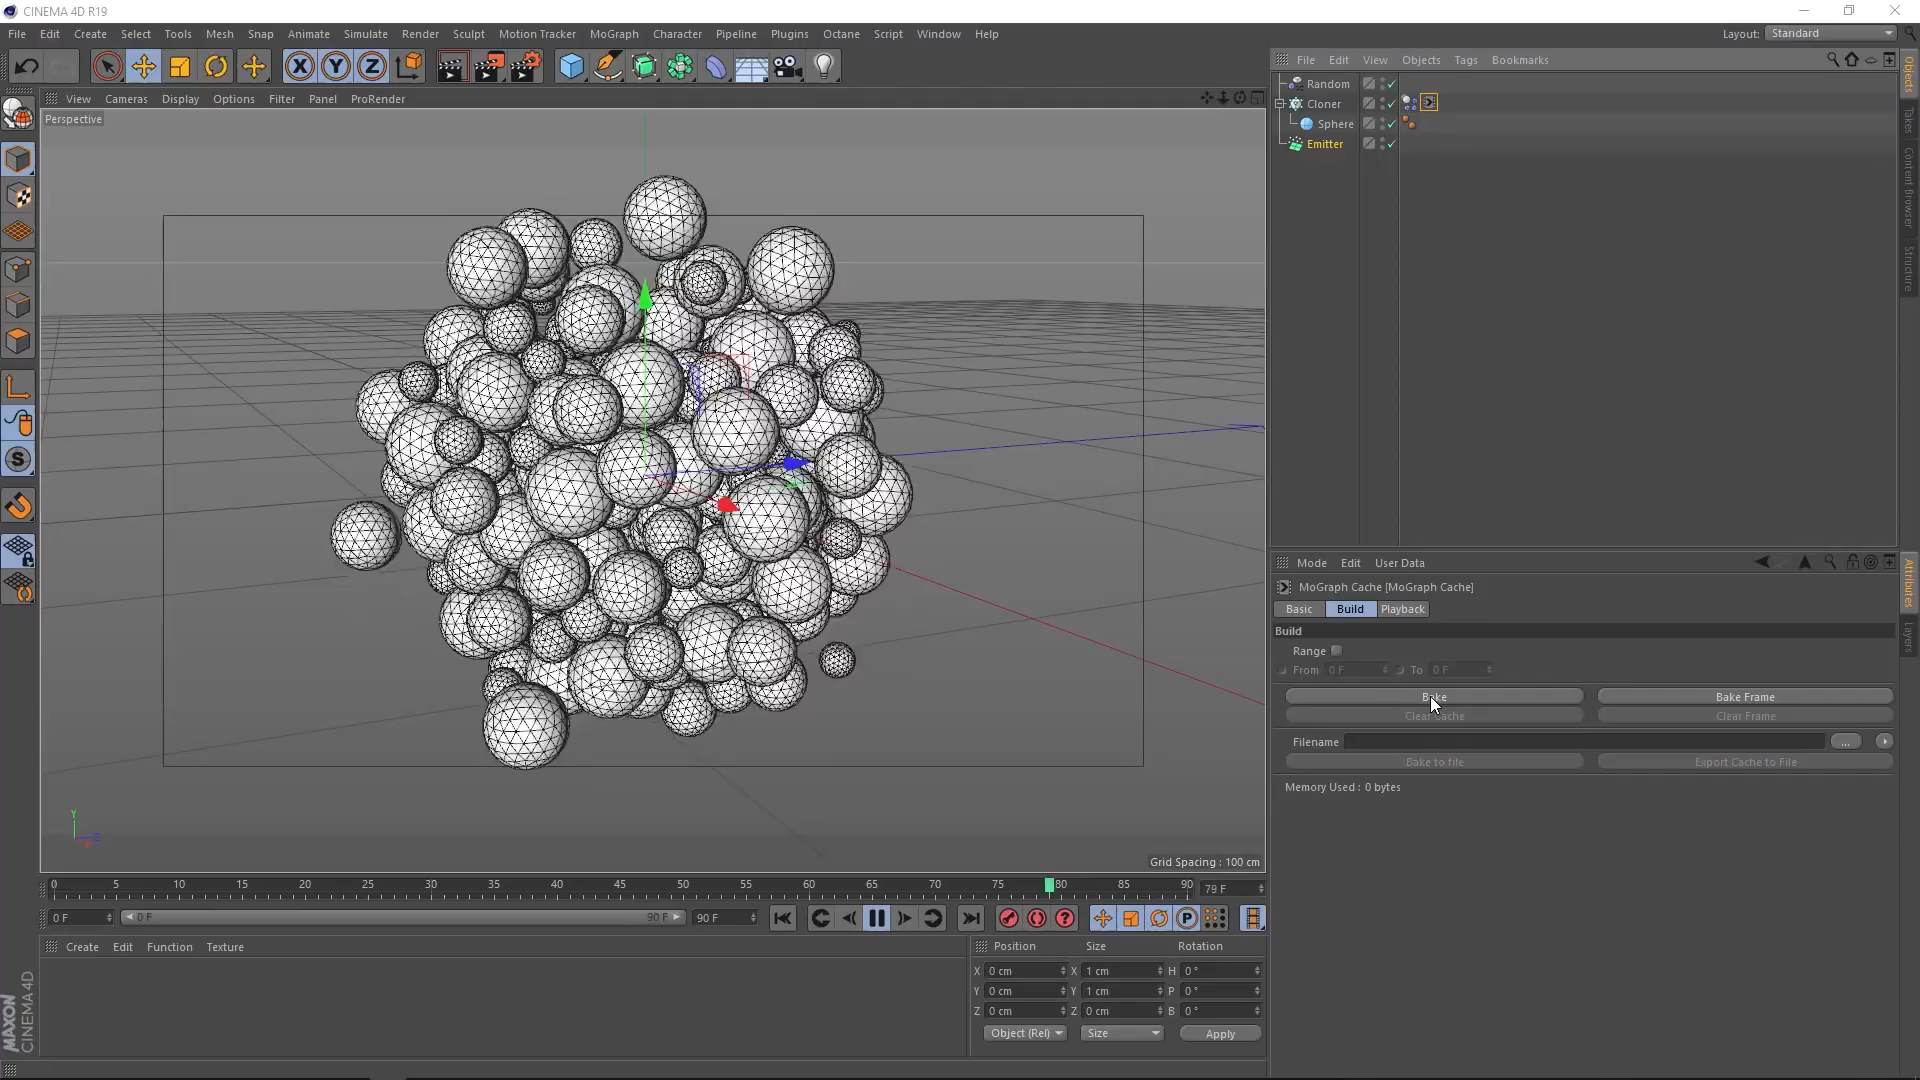 CINEMA 4D R19
File Edit Create Select Tools Mesh Snap Animate Simulate Render Sculpt Motion Tracker MoGraph Character Pipeline Plugins Octane Script Window Help
Layout: Standard
X Y Z
File Edit View Objects Tags Bookmarks
View Cameras Display Options Filter Panel ProRender
Perspective
Random
Cloner
Sphere
Emitter
Objects
Takes
Content Browser
Structure
S
Mode Edit User Data
MoGraph Cache [MoGraph Cache]
Basic Build Playback
Build
Range
From 0 F To 0 F
Bake Bake Frame
Clear Cache Clear Frame
Filename ...
Bake to file Export Cache to File
Memory Used : 0 bytes
Attributes
Layers
Y
Grid Spacing : 100 cm
0 5 10 15 20 25 30 35 40 45 50 55 60 65 70 75 80 85 90 79 F
0 F 0 F 90 F 90 F ? P
Create Edit Function Texture
Position Size Rotation
X 0 cm X 1 cm H 0 °
Y 0 cm Y 1 cm P 0 °
Z 0 cm Z 0 cm B 0 °
Object (Rel) Size Apply
MAXON
CINEMA 4D